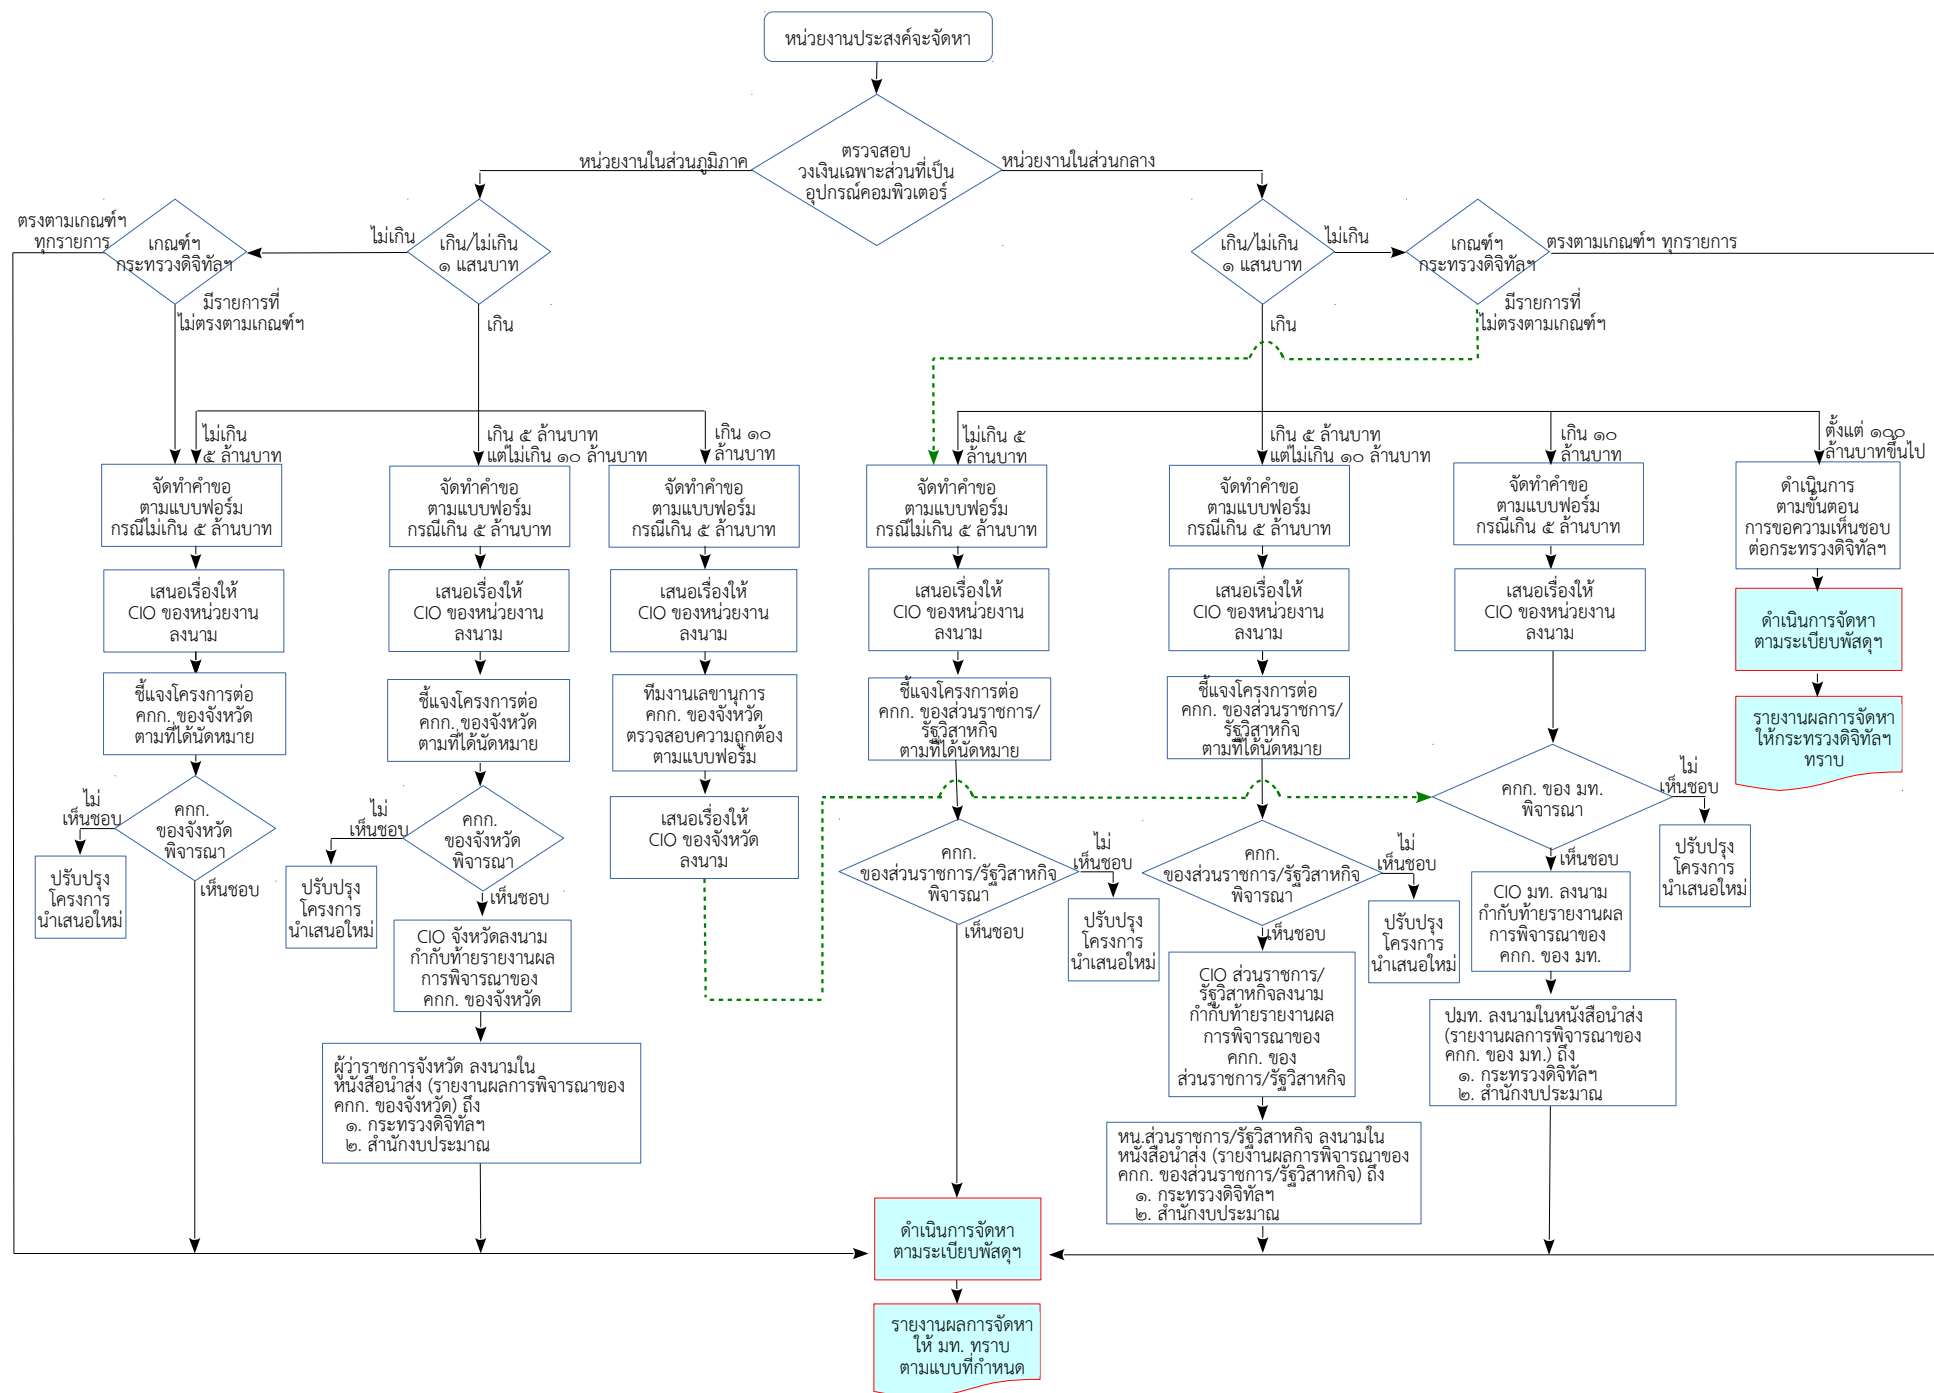 หน่วยงานประสงค์จะจัดหา
ตรวจสอบ
วงเงินเฉพาะส่วนที่เป็น
อุปกรณ์คอมพิวเตอร์
หน่วยงานในส่วนภูมิภาค
หน่วยงานในส่วนกลาง
ตรงตามเกณฑ์ฯ
ทุกรายการ
เกณฑ์ฯ
กระทรวงดิจิทัลฯ
ไม่เกิน
เกิน/ไม่เกิน
๑ แสนบาท
เกิน/ไม่เกิน
๑ แสนบาท
ไม่เกิน
เกณฑ์ฯ
กระทรวงดิจิทัลฯ
ตรงตามเกณฑ์ฯ ทุกรายการ
มีรายการที่
ไม่ตรงตามเกณฑ์ฯ
เกิน
เกิน
มีรายการที่
ไม่ตรงตามเกณฑ์ฯ
ไม่เกิน
๕ ล้านบาท
เกิน ๕ ล้านบาท
แต่ไม่เกิน ๑๐ ล้านบาท
เกิน ๑๐
ล้านบาท
ไม่เกิน ๕
ล้านบาท
เกิน ๕ ล้านบาท
แต่ไม่เกิน ๑๐ ล้านบาท
เกิน ๑๐
ล้านบาท
ตั้งแต่ ๑๐๐
ล้านบาทขึ้นไป
จัดทำคำขอ
ตามแบบฟอร์ม
กรณีไม่เกิน ๕ ล้านบาท
จัดทำคำขอ
ตามแบบฟอร์ม
กรณีเกิน ๕ ล้านบาท
จัดทำคำขอ
ตามแบบฟอร์ม
กรณีเกิน ๕ ล้านบาท
จัดทำคำขอ
ตามแบบฟอร์ม
กรณีไม่เกิน ๕ ล้านบาท
จัดทำคำขอ
ตามแบบฟอร์ม
กรณีเกิน ๕ ล้านบาท
จัดทำคำขอ
ตามแบบฟอร์ม
กรณีเกิน ๕ ล้านบาท
ดำเนินการ
ตามขั้นตอน
การขอความเห็นชอบ
ต่อกระทรวงดิจิทัลฯ
เสนอเรื่องให้
CIO ของหน่วยงาน
ลงนาม
เสนอเรื่องให้
CIO ของหน่วยงาน
ลงนาม
เสนอเรื่องให้
CIO ของหน่วยงาน
ลงนาม
เสนอเรื่องให้
CIO ของหน่วยงาน
ลงนาม
เสนอเรื่องให้
CIO ของหน่วยงาน
ลงนาม
เสนอเรื่องให้
CIO ของหน่วยงาน
ลงนาม
ดำเนินการจัดหา
ตามระเบียบพัสดุฯ
ชี้แจงโครงการต่อ
คกก. ของจังหวัด
ตามที่ได้นัดหมาย
ชี้แจงโครงการต่อ
คกก. ของจังหวัด
ตามที่ได้นัดหมาย
ทีมงานเลขานุการ
คกก. ของจังหวัด
ตรวจสอบความถูกต้อง
ตามแบบฟอร์ม
ชี้แจงโครงการต่อ
คกก. ของส่วนราชการ/
รัฐวิสาหกิจ
ตามที่ได้นัดหมาย
ชี้แจงโครงการต่อ
คกก. ของส่วนราชการ/
รัฐวิสาหกิจ
ตามที่ได้นัดหมาย
รายงานผลการจัดหา
ให้กระทรวงดิจิทัลฯ
ทราบ
ไม่
เห็นชอบ
คกก.
ของจังหวัด
พิจารณา
ไม่
เห็นชอบ
คกก.
ของจังหวัด
พิจารณา
เสนอเรื่องให้
CIO ของจังหวัด
ลงนาม
คกก. ของ มท.
พิจารณา
ไม่
เห็นชอบ
คกก.
ของส่วนราชการ/รัฐวิสาหกิจ
พิจารณา
ไม่
เห็นชอบ
คกก.
ของส่วนราชการ/รัฐวิสาหกิจ
พิจารณา
ไม่
เห็นชอบ
เห็นชอบ
ปรับปรุง
โครงการ
นำเสนอใหม่
ปรับปรุง
โครงการ
นำเสนอใหม่
เห็นชอบ
เห็นชอบ
ปรับปรุง
โครงการ
นำเสนอใหม่
CIO มท. ลงนาม
กำกับท้ายรายงานผล
การพิจารณาของ
คกก. ของ มท.
เห็นชอบ
ปรับปรุง
โครงการ
นำเสนอใหม่
เห็นชอบ
ปรับปรุง
โครงการ
นำเสนอใหม่
CIO จังหวัดลงนาม
กำกับท้ายรายงานผล
การพิจารณาของ
คกก. ของจังหวัด
CIO ส่วนราชการ/
รัฐวิสาหกิจลงนาม
กำกับท้ายรายงานผล
การพิจารณาของ
คกก. ของ
ส่วนราชการ/รัฐวิสาหกิจ
ปมท. ลงนามในหนังสือนำส่ง
(รายงานผลการพิจารณาของ
คกก. ของ มท.) ถึง
๑. กระทรวงดิจิทัลฯ
๒. สำนักงบประมาณ
ผู้ว่าราชการจังหวัด ลงนามใน
หนังสือนำส่ง (รายงานผลการพิจารณาของ
คกก. ของจังหวัด) ถึง
๑. กระทรวงดิจิทัลฯ
๒. สำนักงบประมาณ
หน.ส่วนราชการ/รัฐวิสาหกิจ ลงนามใน
หนังสือนำส่ง (รายงานผลการพิจารณาของ
คกก. ของส่วนราชการ/รัฐวิสาหกิจ) ถึง
๑. กระทรวงดิจิทัลฯ
๒. สำนักงบประมาณ
ดำเนินการจัดหา
ตามระเบียบพัสดุฯ
รายงานผลการจัดหา
ให้ มท. ทราบ
ตามแบบที่กำหนด